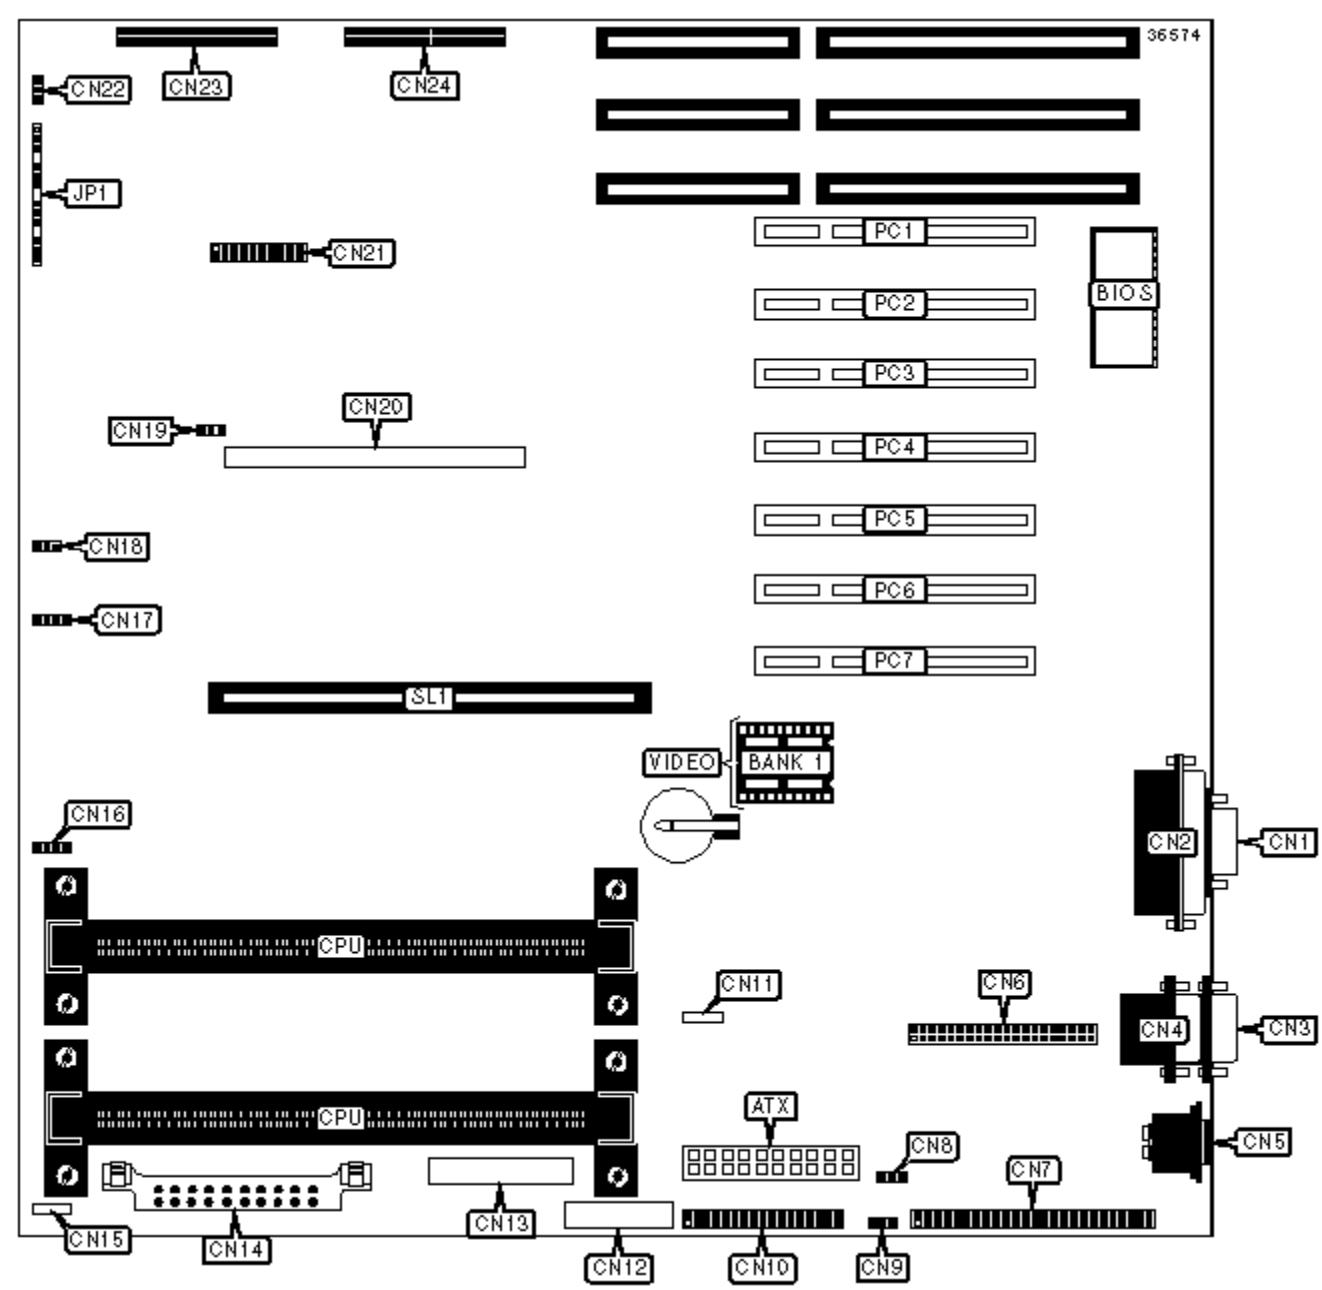 36574
CN22
CN23
CN24
JP1
PC1
CN21
BIOS
PC2
PC3
CN20
CN19
PC4
PC5
CN18
PC6
CN17
PC7
SL1
VIDEO
BANK 1
CN16
CN2
CN1
CPU
CN11
CN6
CN4
CN3
ATX
CPU
CN8
CN5
CN7
CN13
CN15
CN14
CN12
CN10
CN9